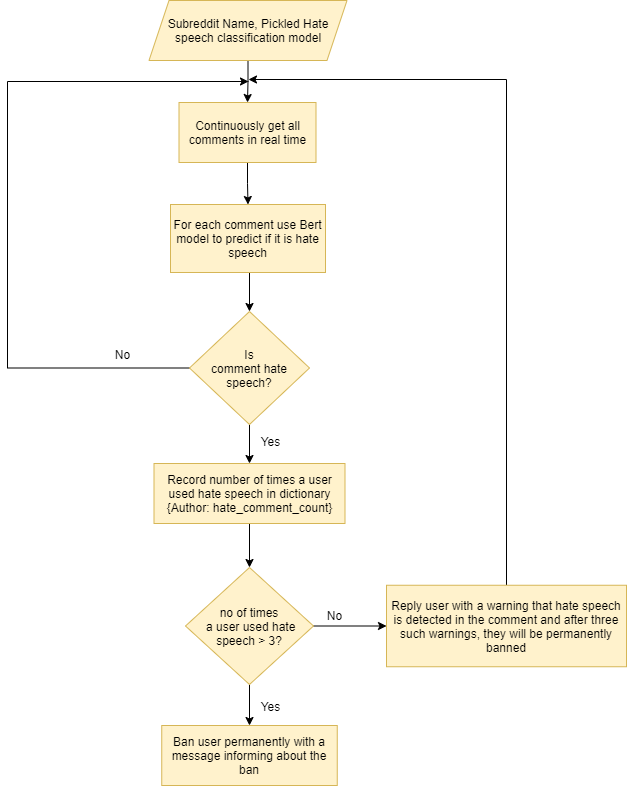 Subreddit Name, Pickled Hate
speech classification model
Continuously get all
comments in real time
For each comment use Bert
model to predict if it is hate
speech
Is
comment hate
speech?
No
Yes
Record number of times a user
used hate speech in dictionary
{Author: hate_comment_count}
no of times
a user used hate
speech > 3?
No
Reply user with a warning that hate speech
is detected in the comment and after three
such warnings, they will be permanently
banned
Yes
Ban user permanently with a
message informing about the
ban